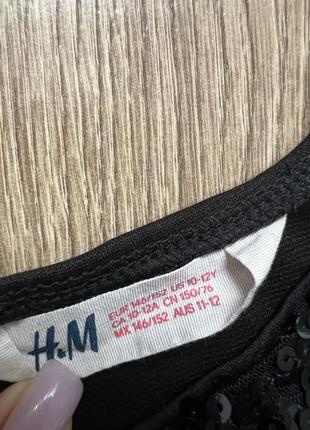 H&M
EUR 146/152 US 10-12Y
CA 10-12A CN 150/76
MX 146/152 AUS 11-12